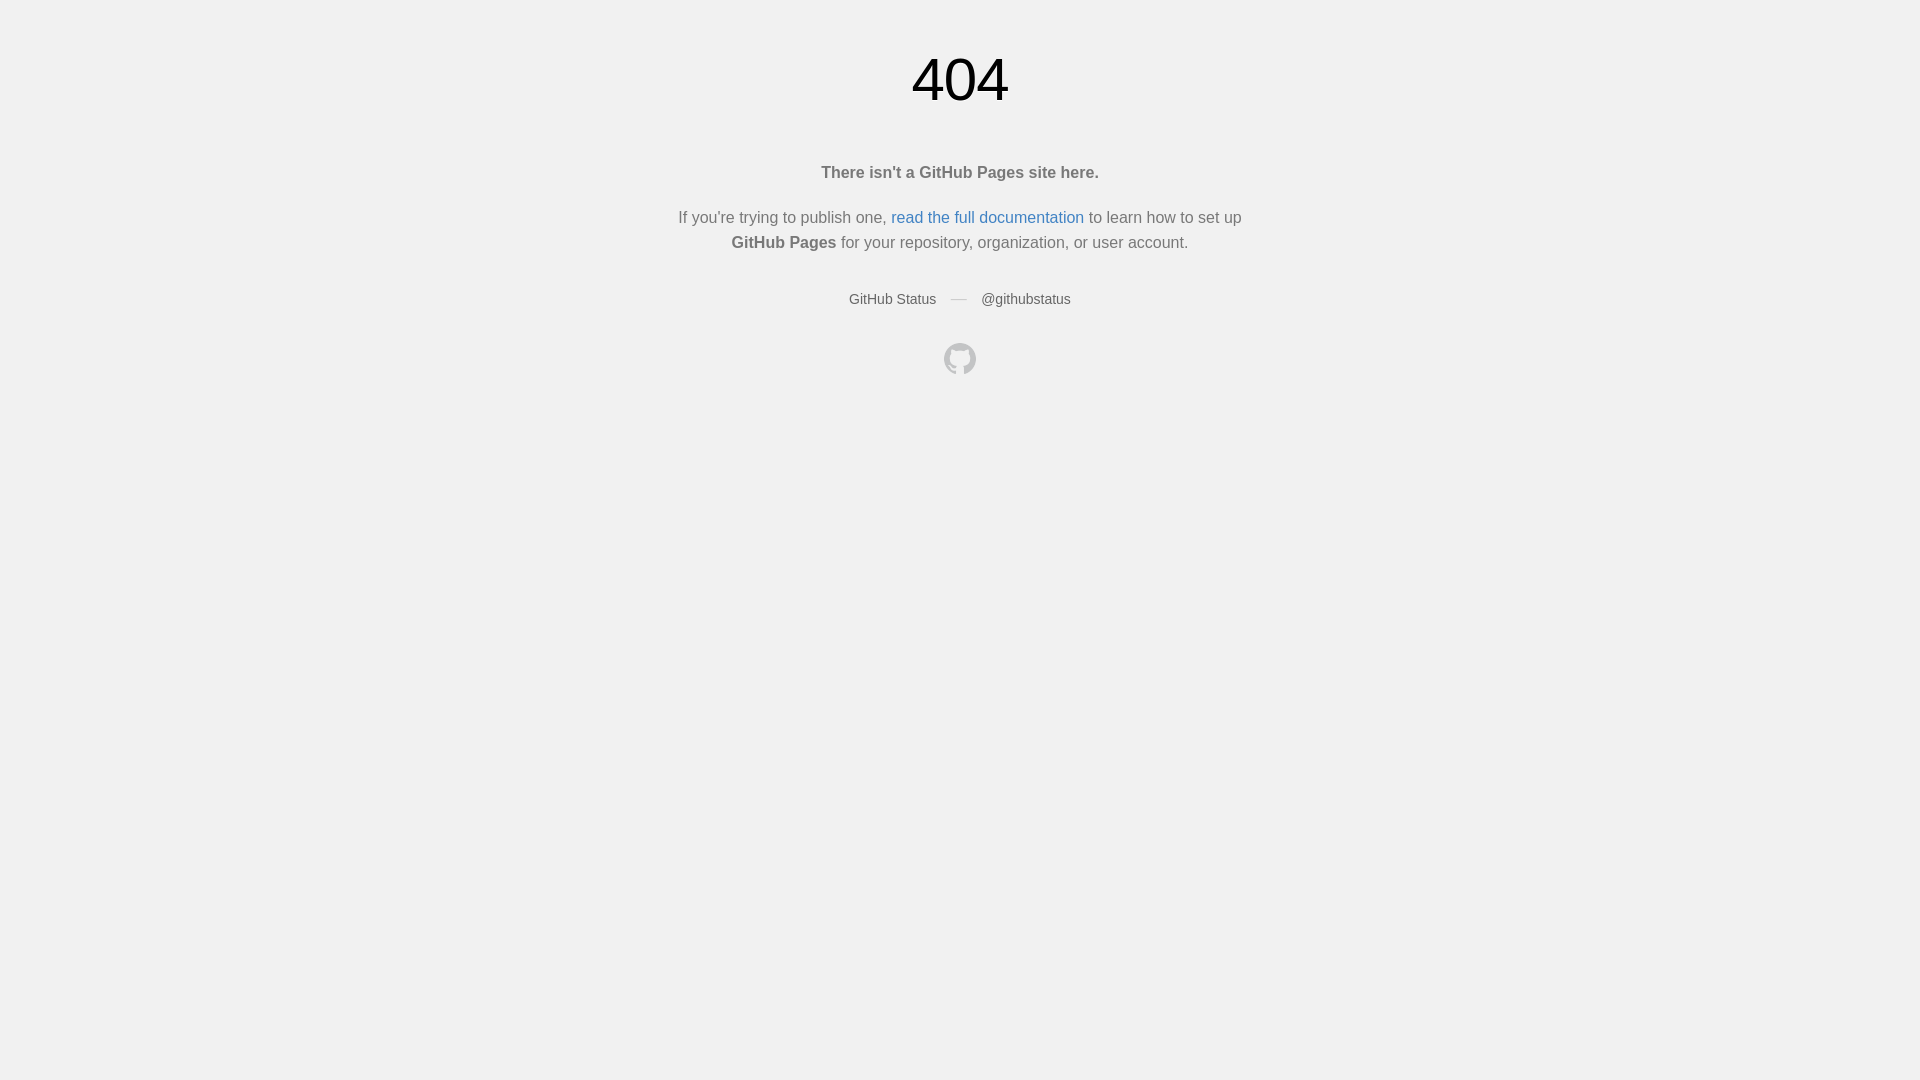 404
There isn't a GitHub Pages site here.
If you're trying to publish one, read the full documentation to learn how to set up
GitHub Pages for your repository, organization, or user account.
GitHub Status — @githubstatus